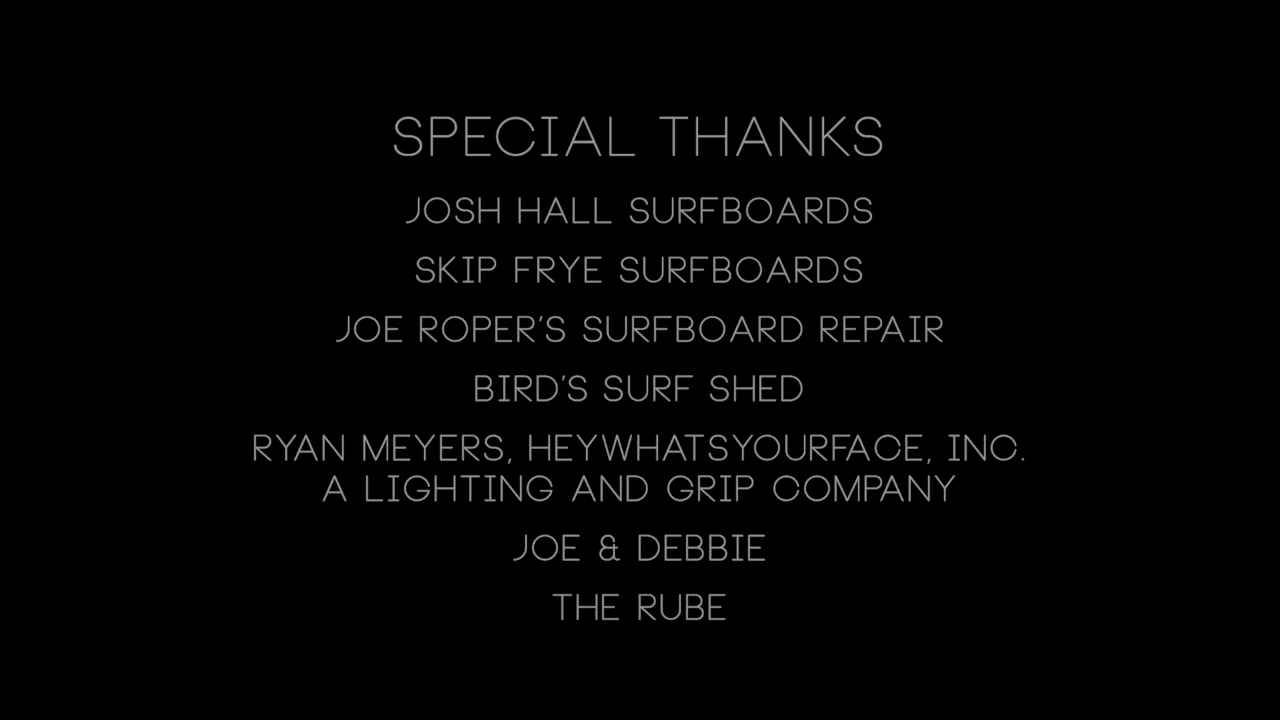 SPECIAL THANKS
JOSH HALL SURFBOARDS
SKIP FRYE SURFBOARDS
JOE ROPER'S SURFBOARD REPAIR
BIRD'S SURF SHED
RYAN MEYERS, HEYWHATSYOURFACE, INC.
A LIGHTING AND GRIP COMPANY
JOE & DEBBIE
THE RUBE